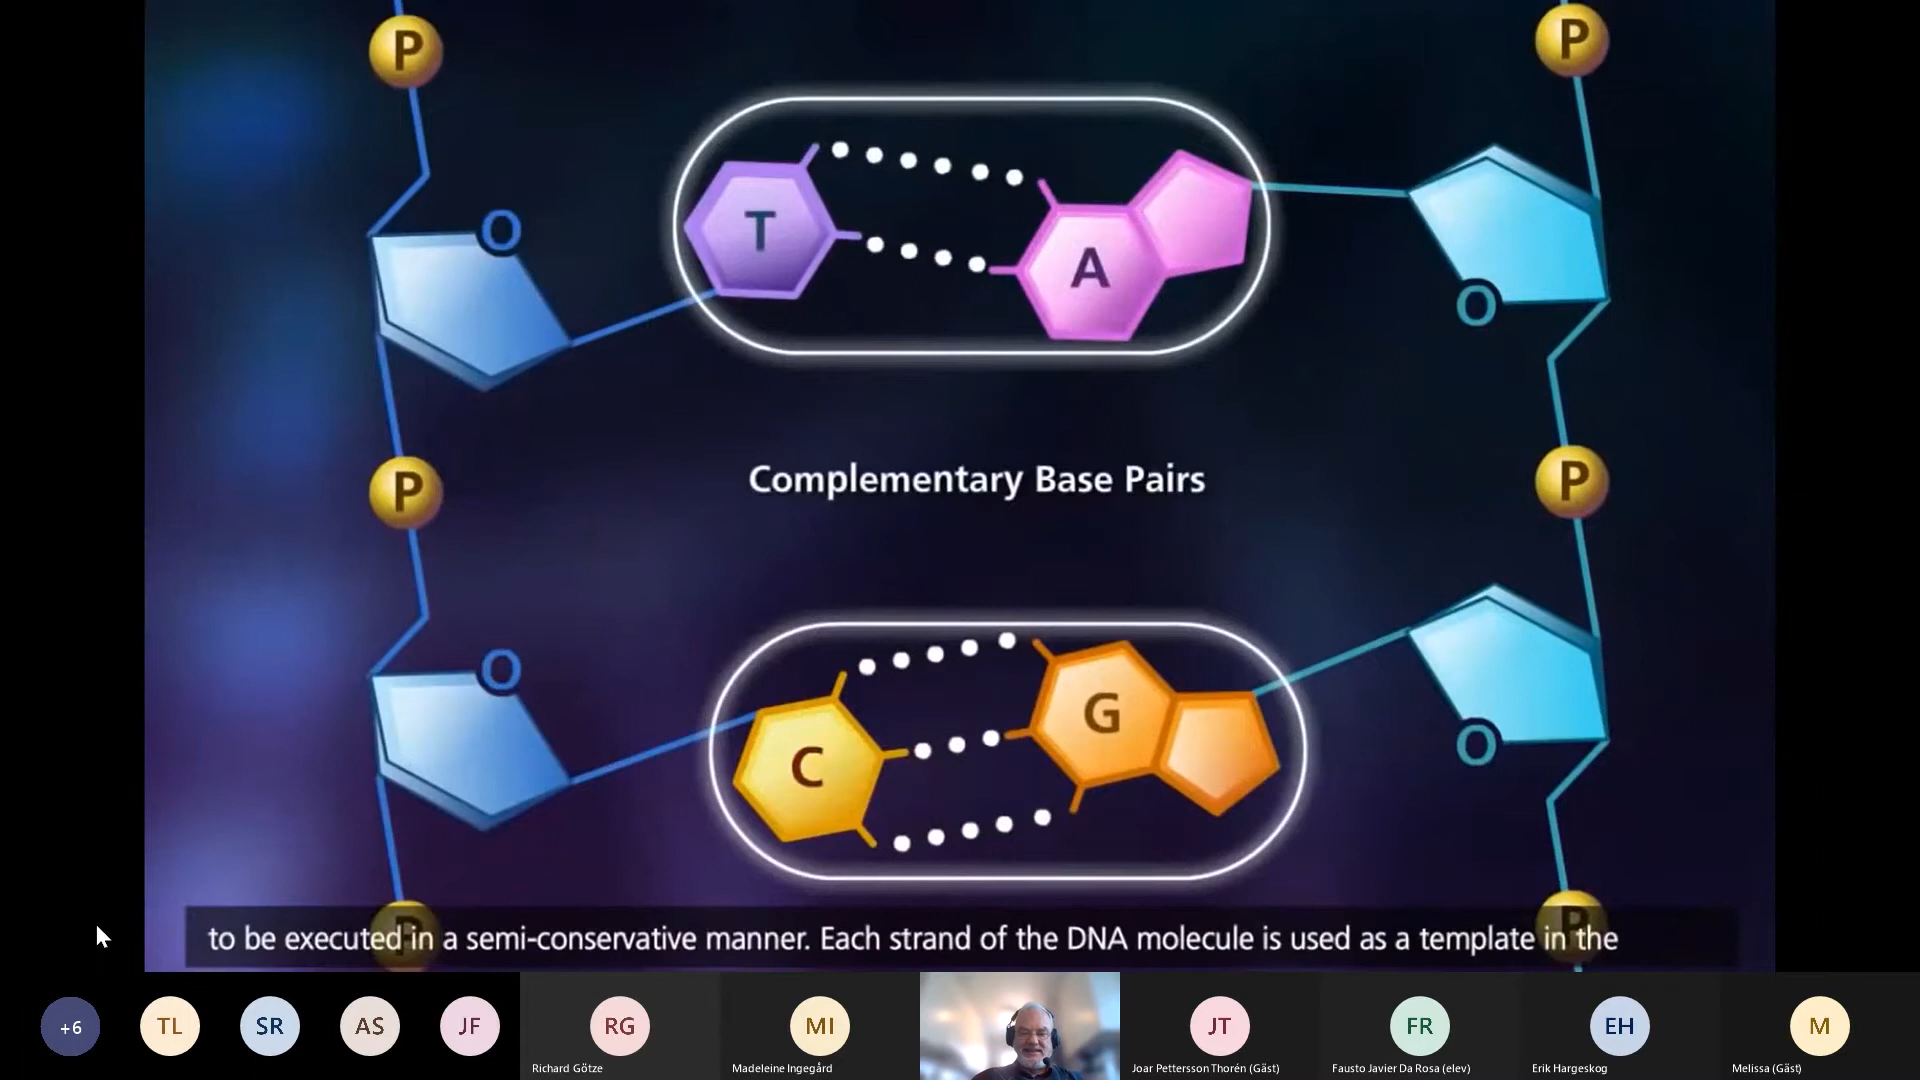 P
P
T
A
O
O
P
P
Complementary Base Pairs
O
C
G
O
P
P
to be executed in a semi-conservative manner. Each strand of the DNA molecule is used as a template in the
+6
TL
SR
AS
JF
RG
MI
JT
FR
EH
M
Richard Götze
Madeleine Ingegård
Joar Pettersson Thorén (Gäst)
Fausto Javier Da Rosa (elev)
Erik Hargeskog
Melissa (Gäst)